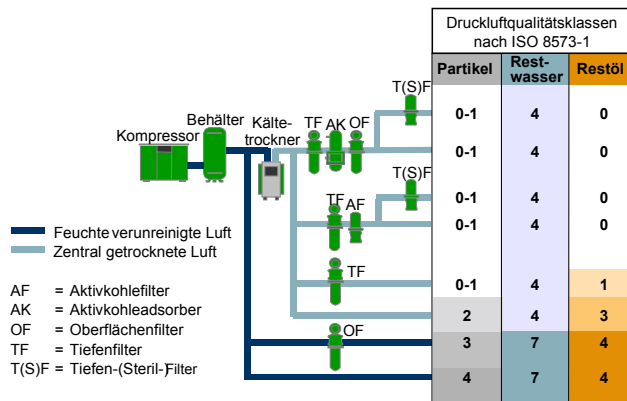 Druckluftqualitätsklassen
nach ISO 8573-1
Partikel
Rest-
wasser
Restöl
T(S)F
0-1 4 0
Behälter
Kälte-
trockner
TF AK OF
Kompressor
0-1 4 0
T(S)F
0-1 4 0
TF AF
0-1 4 0
Feuchte verunreinigte Luft
Zentral getrocknete Luft
TF
0-1 4 1
2 4 3
OF
3 7 4
4 7 4
AF = Aktivkohlefilter
AK = Aktivkohleadsorber
OF = Oberflächenfilter
TF = Tiefenfilter
T(S)F = Tiefen-(Steril-)Filter